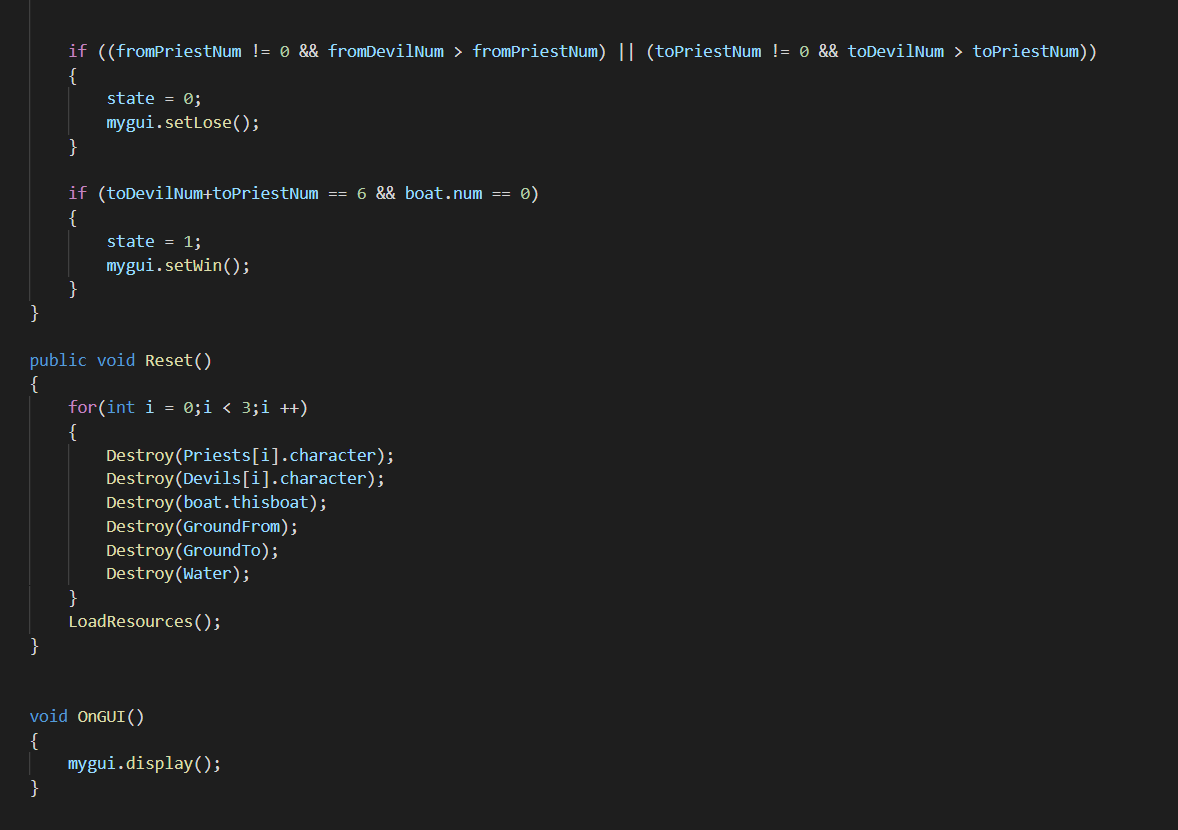 if ((fromPriestNum != 0 && fromDevilNum > fromPriestNum) || (toPriestNum != 0 && toDevilNum > toPriestNum))
{
state = 0;
mygui.setLose();
}
if (toDevilNum+toPriestNum == 6 && boat.num == 0)
{
state = 1;
mygui.setWin();
}
}
public void Reset()
{
for(int i = 0;i < 3;i ++)
{
Destroy(Priests[i].character);
Destroy(Devils[i].character);
Destroy(boat.thisboat);
Destroy(GroundFrom);
Destroy(GroundTo);
Destroy(Water);
}
LoadResources();
}
void OnGUI()
{
mygui.display();
}